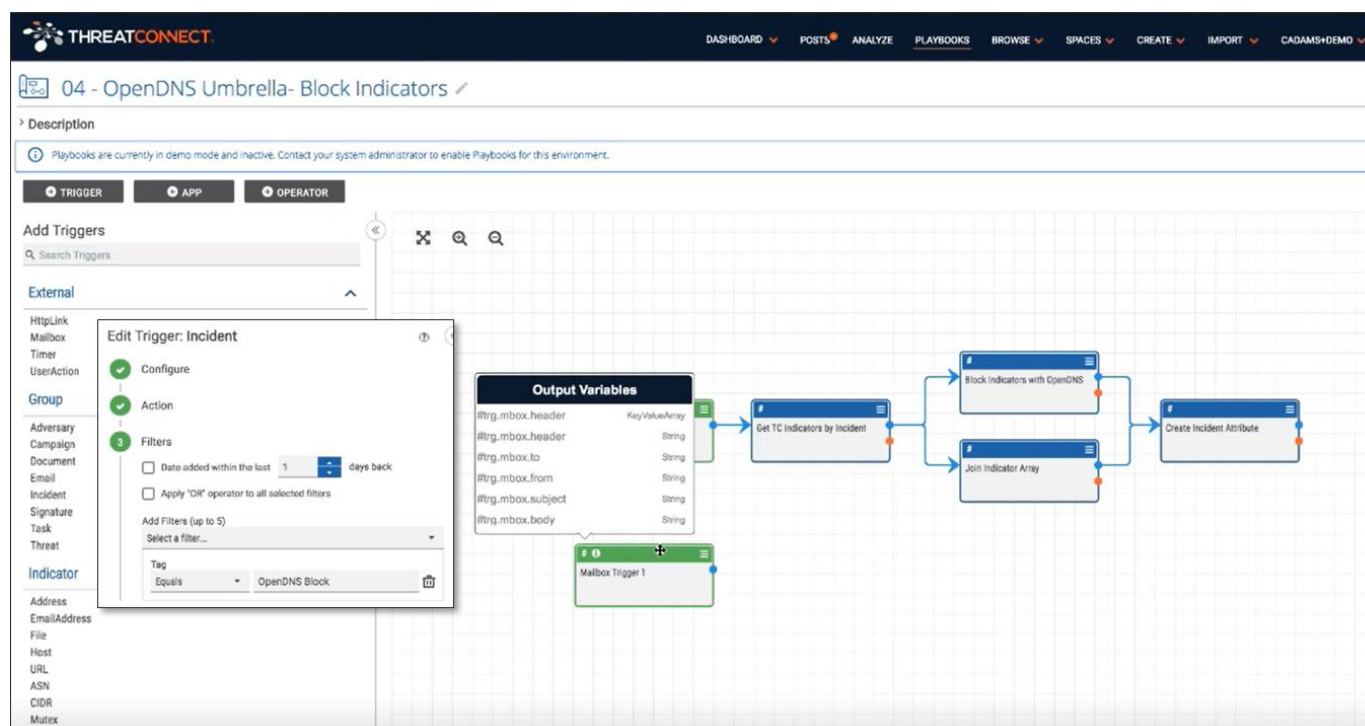 THREATCONNECT.
DASHBOARD POSTS ANALYZE PLAYBOOKS BROWSE SPACES CREATE IMPORT CADAMS+DEMO
04 - OpenDNS Umbrella- Block Indicators
Description
Playbooks are currently in demo mode and inactive. Contact your system administrator to enable Playbooks for this environment.
TRIGGER APP OPERATOR
Add Triggers
Search Triggers
External
HttpLink
Mailbox
Timer
UserAction
Group
Adversary
Campaign
Document
Email
Incident
Signature
Task
Threat
Indicator
Address
EmailAddress
File
Host
URL
ASN
CIDR
Mutex
Edit Trigger: Incident
Configure
Action
3 Filters
Date added within the last 1 days back
Apply "OR" operator to all selected filters
Add Filters (up to 5)
Select a filter...
Tag
Equals OpenDNS Block
Output Variables
#trg.mbox.header KeyValueArray
#trg.mbox.header String
#trg.mbox.to String
#trg.mbox.from String
#trg.mbox.subject String
#trg.mbox.body String
#
Mailbox Trigger 1
#
Get TC Indicators by Incident
#
Block Indicators with OpenDNS
#
Join Indicator Array
#
Create Incident Attribute